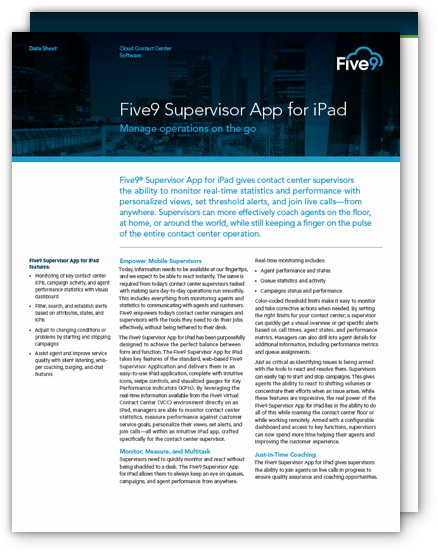 Data Sheet
Cloud Contact Center
Software
Five9
Five9 Supervisor App for iPad
Manage operations on the go
Five9® Supervisor App for iPad gives contact center supervisors
the ability to monitor real-time statistics and performance with
personalized views, set threshold alerts, and join live calls—from
anywhere. Supervisors can more effectively coach agents on the floor,
at home, or around the world, while still keeping a finger on the pulse
of the entire contact center operation.
Five9 Supervisor App for iPad
features:
• Monitoring of key contact center
KPIs, campaign activity, and agent
performance statistics with visual
dashboard
• Filter, search, and establish alerts
based on attributes, states, and
KPIs
• Adjust to changing conditions or
problems by starting and stopping
campaigns
• Assist agent and improve service
quality with silent listening, whis-
per coaching, barging, and chat
features
Empower Mobile Supervisors
Today, information needs to be available at our fingertips,
and we expect to be able to react instantly. The same is
required from today's contact center supervisors tasked
with making sure day-to-day operations run smoothly.
This includes everything from monitoring agents and
statistics to communicating with agents and customers.
Five9 empowers today's contact center managers and
supervisors with the tools they need to do their jobs
effectively, without being tethered to their desk.
The Five9 Supervisor App for iPad has been purposefully
designed to achieve the perfect balance between
form and function. The Five9 Supervisor App for iPad
takes key features of the standard, web-based Five9
Supervisor Application and delivers them in an
easy-to-use iPad application, complete with intuitive
icons, swipe controls, and visualized gauges for Key
Performance Indicators (KPIs). By leveraging the
real-time information available from the Five9 Virtual
Contact Center (VCC) environment directly on an
iPad, managers are able to monitor contact center
statistics, measure performance against customer
service goals, personalize their views, set alerts, and
join calls—all within an intuitive iPad app, crafted
specifically for the contact center supervisor.
Monitor, Measure, and Multitask
Supervisors need to quickly monitor and react without
being shackled to a desk. The Five9 Supervisor App
for iPad allows them to always keep an eye on queues,
campaigns, and agent performance from anywhere.
Real-time monitoring includes:
• Agent performance and states
• Queue statistics and activity
• Campaigns status and performance
Color-coded threshold limits make it easy to monitor
and take corrective actions when needed. By setting
the right limits for your contact center, a supervisor
can quickly get a visual overview or get specific alerts
based on call times, agent states, and performance
metrics. Managers can also drill into agent details for
additional information, including performance metrics
and queue assignments.
Just as critical as identifying issues is being armed
with the tools to react and resolve them. Supervisors
can easily tap to start and stop campaigns. This gives
agents the ability to react to shifting volumes or
concentrate their efforts when an issue arises. While
these features are impressive, the real power of the
Five9 Supervisor App for iPad lies in the ability to do
all of this while roaming the contact center floor or
while working remotely. Armed with a configurable
dashboard and access to key functions, supervisors
can now spend more time helping their agents and
improving the customer experience.
Just-in-Time Coaching
The Five9 Supervisor App for iPad gives supervisors
the ability to join agents on live calls in progress to
ensure quality assurance and coaching opportunities.